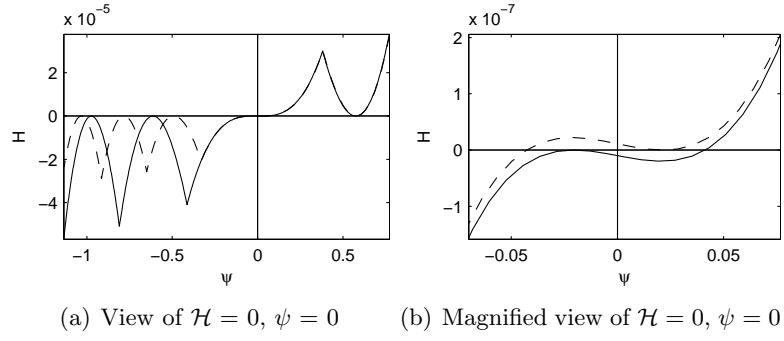 x 10⁻⁵
2
0
−2
−4
H
−1
−0.5
0
0.5
ψ
(a) View of ℋ = 0, ψ = 0
x 10⁻⁷
2
1
0
−1
H
−0.05
0
0.05
ψ
(b) Magnified view of ℋ = 0, ψ = 0